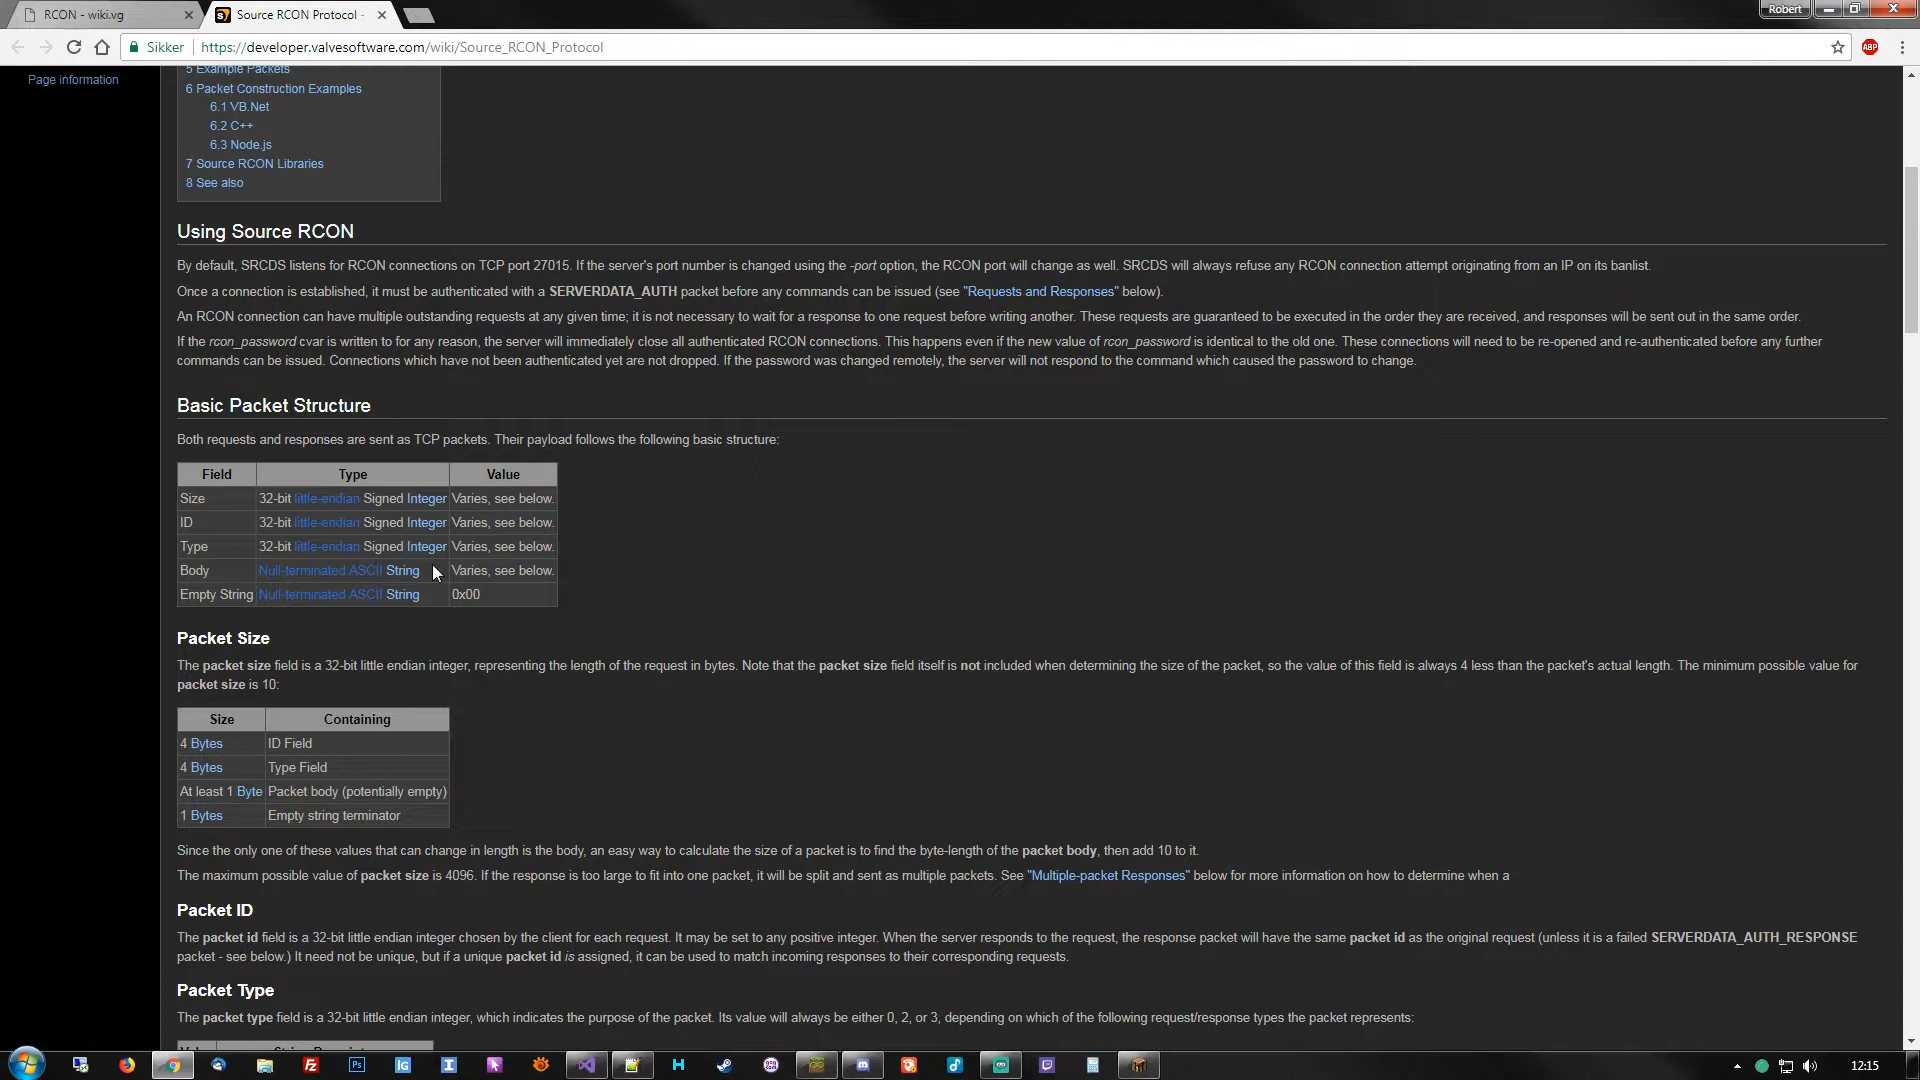 RCON - wiki.vg
Source RCON Protocol -
Robert
Sikker
https://developer.valvesoftware.com/wiki/Source_RCON_Protocol
ABP
Page information
5 Example Packets
6 Packet Construction Examples
6.1 VB.Net
6.2 C++
6.3 Node.js
7 Source RCON Libraries
8 See also
Using Source RCON
By default, SRCDS listens for RCON connections on TCP port 27015. If the server's port number is changed using the -port option, the RCON port will change as well. SRCDS will always refuse any RCON connection attempt originating from an IP on its banlist.
Once a connection is established, it must be authenticated with a SERVERDATA_AUTH packet before any commands can be issued (see "Requests and Responses" below).
An RCON connection can have multiple outstanding requests at any given time; it is not necessary to wait for a response to one request before writing another. These requests are guaranteed to be executed in the order they are received, and responses will be sent out in the same order.
If the rcon_password cvar is written to for any reason, the server will immediately close all authenticated RCON connections. This happens even if the new value of rcon_password is identical to the old one. These connections will need to be re-opened and re-authenticated before any further
commands can be issued. Connections which have not been authenticated yet are not dropped. If the password was changed remotely, the server will not respond to the command which caused the password to change.
Basic Packet Structure
Both requests and responses are sent as TCP packets. Their payload follows the following basic structure:
Field Type Value
Size 32-bit little-endian Signed Integer Varies, see below.
ID 32-bit little-endian Signed Integer Varies, see below.
Type 32-bit little-endian Signed Integer Varies, see below.
Body Null-terminated ASCII String Varies, see below.
Empty String Null-terminated ASCII String 0x00
Packet Size
The packet size field is a 32-bit little endian integer, representing the length of the request in bytes. Note that the packet size field itself is not included when determining the size of the packet, so the value of this field is always 4 less than the packet's actual length. The minimum possible value for
packet size is 10:
Size Containing
4 Bytes ID Field
4 Bytes Type Field
At least 1 Byte Packet body (potentially empty)
1 Bytes Empty string terminator
Since the only one of these values that can change in length is the body, an easy way to calculate the size of a packet is to find the byte-length of the packet body, then add 10 to it.
The maximum possible value of packet size is 4096. If the response is too large to fit into one packet, it will be split and sent as multiple packets. See "Multiple-packet Responses" below for more information on how to determine when a
Packet ID
The packet id field is a 32-bit little endian integer chosen by the client for each request. It may be set to any positive integer. When the server responds to the request, the response packet will have the same packet id as the original request (unless it is a failed SERVERDATA_AUTH_RESPONSE
packet - see below.) It need not be unique, but if a unique packet id is assigned, it can be used to match incoming responses to their corresponding requests.
Packet Type
The packet type field is a 32-bit little endian integer, which indicates the purpose of the packet. Its value will always be either 0, 2, or 3, depending on which of the following request/response types the packet represents:
12:15